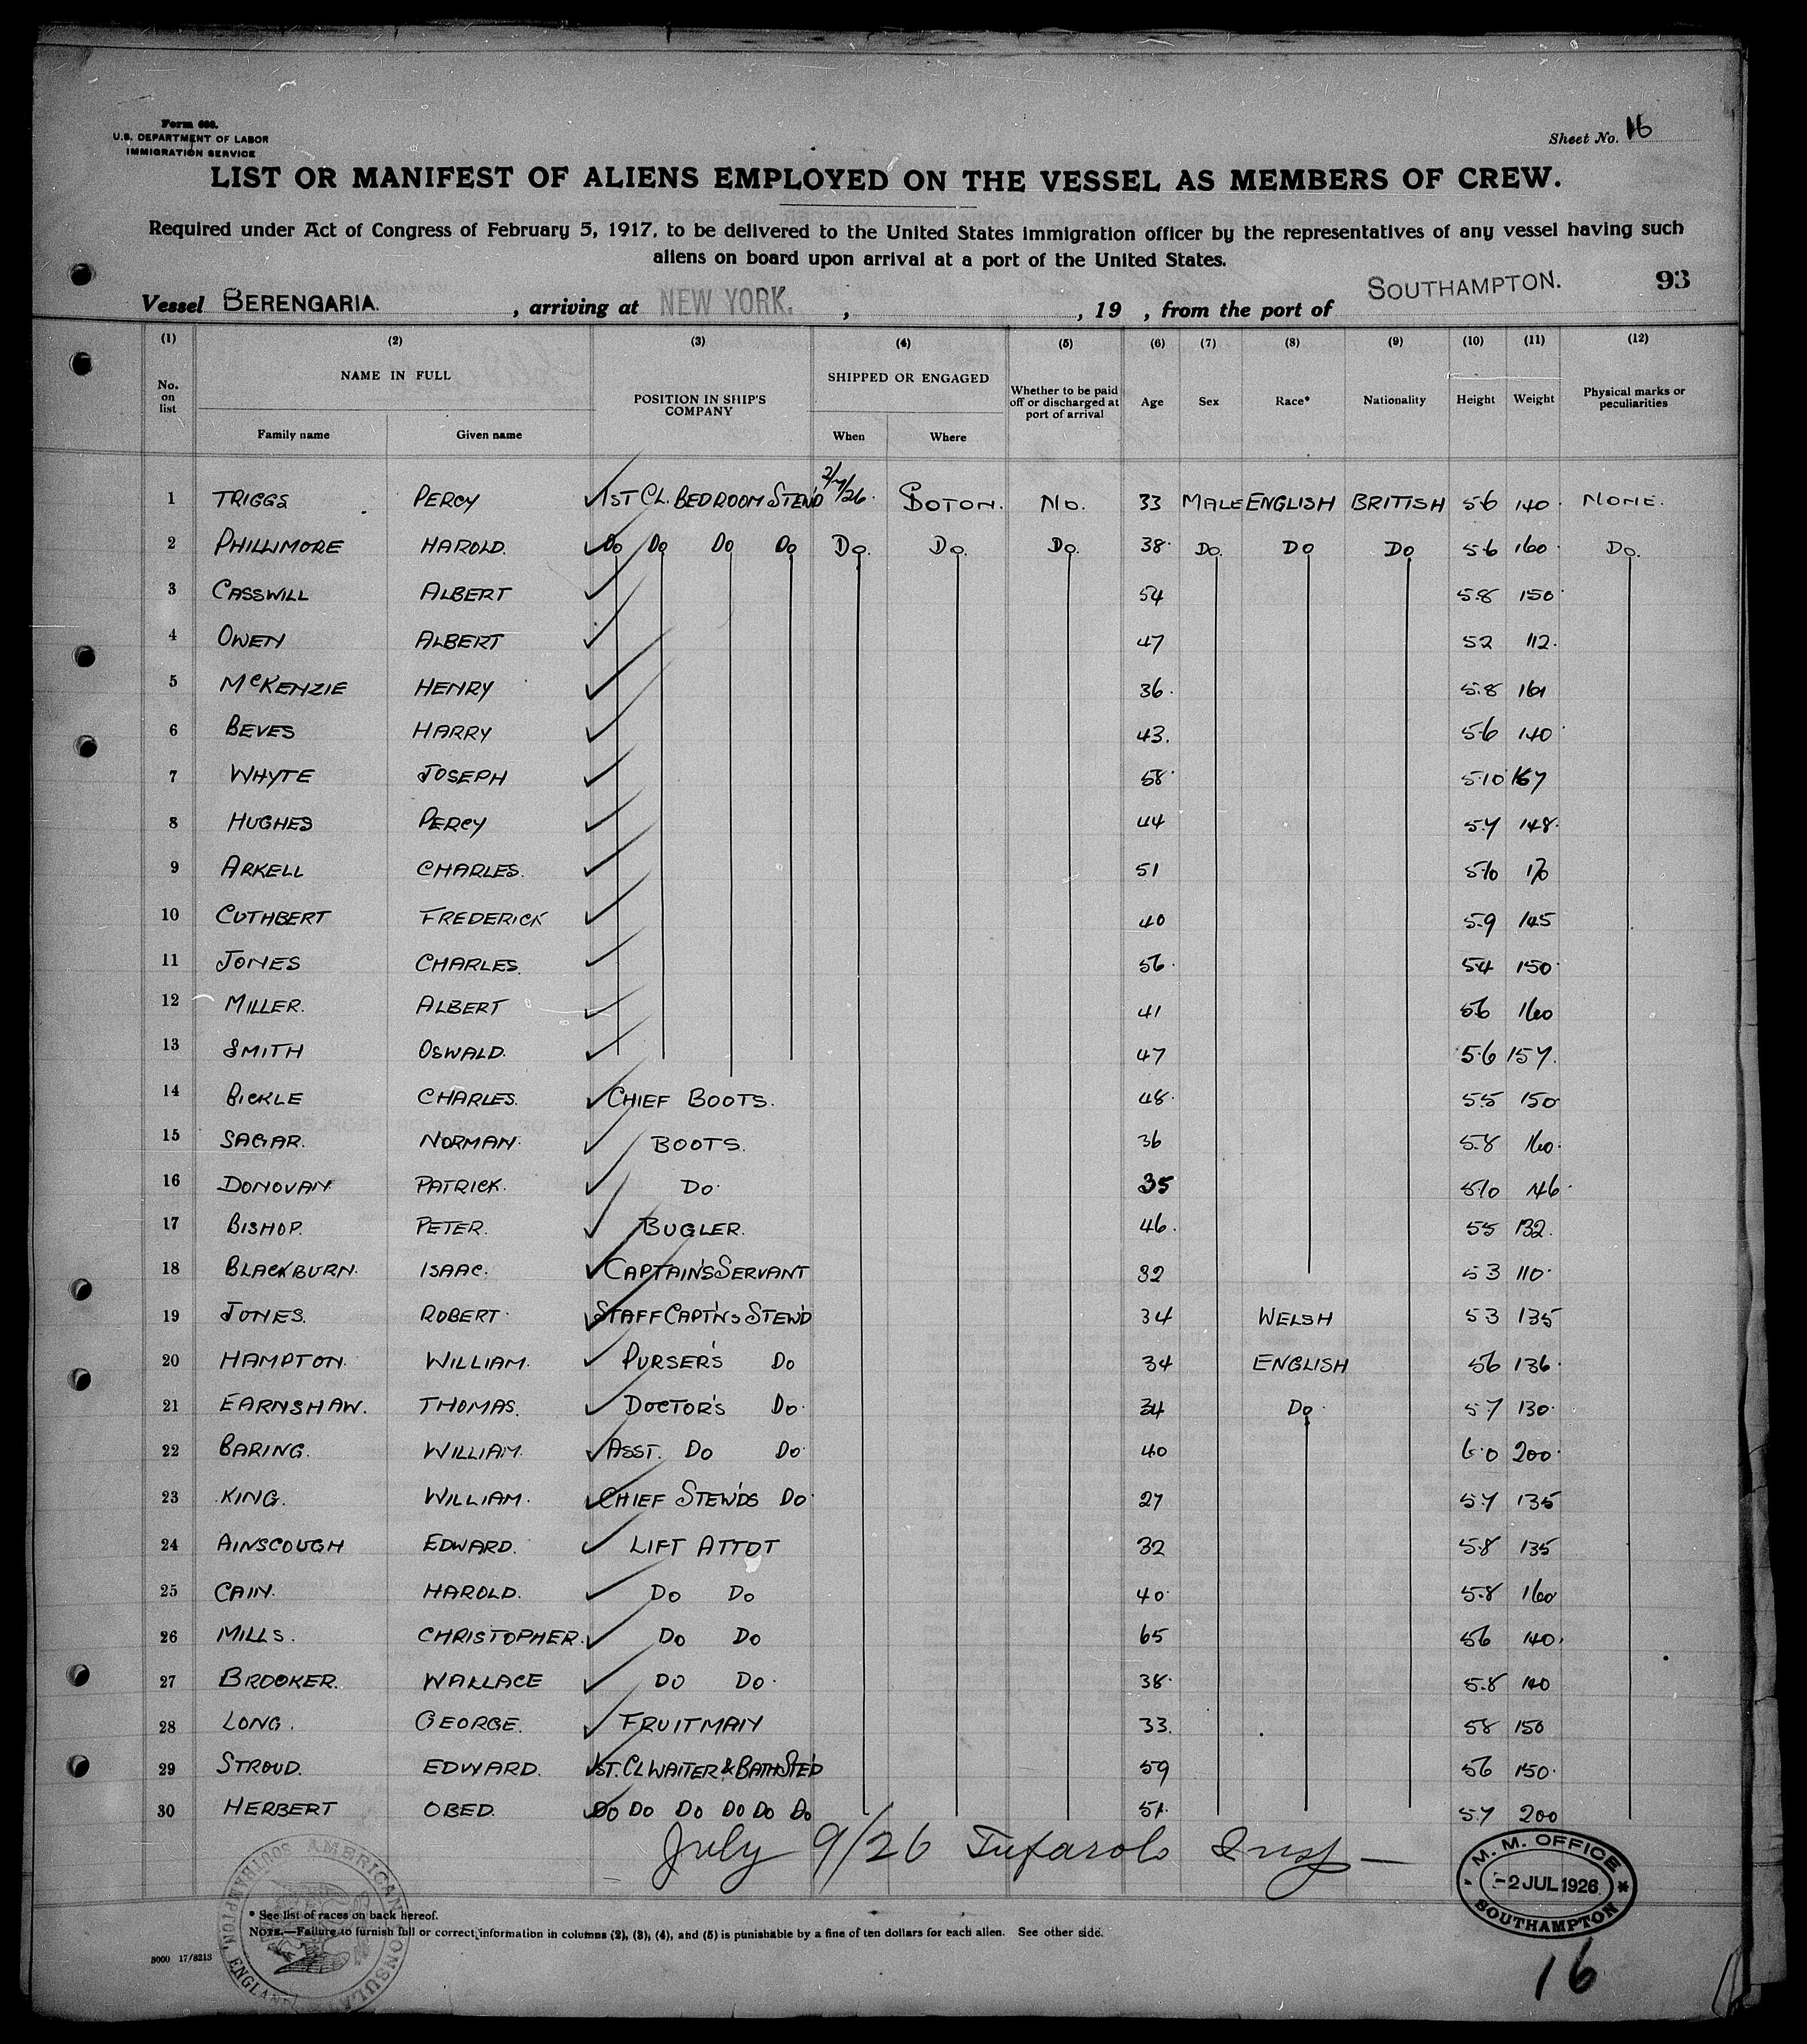 Form 680.
U.S. DEPARTMENT OF LABOR
IMMIGRATION SERVICE
Sheet No. 16
LIST OR MANIFEST OF ALIENS EMPLOYED ON THE VESSEL AS MEMBERS OF CREW.
Required under Act of Congress of February 5, 1917, to be delivered to the United States immigration officer by the representatives of any vessel having such
aliens on board upon arrival at a port of the United States.
93
Vessel BERENGARIA. , arriving at NEW YORK. , , 19 , from the port of SOUTHAMPTON.
(1) (2) (3) (4) (5) (6) (7) (8) (9) (10) (11) (12)
No. on list NAME IN FULL POSITION IN SHIP'S COMPANY SHIPPED OR ENGAGED Whether to be paid off or discharged at port of arrival Age Sex Race* Nationality Height Weight Physical marks or peculiarities
Family name Given name When Where
1 TRIGGS PERCY 1ST CL. BEDROOM STEW'D 2/7/26. SOTON. NO. 33 MALE ENGLISH BRITISH 5 6 140 NONE.
2 PHILLIMORE HAROLD. DO DO DO DO DO. DO. DO. 38 DO. DO DO 5 6 160 DO.
3 CASSWILL ALBERT 54 5.8 150
4 OWEN ALBERT 47 5 2 112.
5 McKENZIE HENRY 36. 5.8 161
6 BEVES HARRY 43. 5 6 140
7 WHYTE JOSEPH 58 5.10 167
8 HUGHES PERCY 44 5.7 148.
9 ARKELL CHARLES. 51 5 10 170
10 CUTHBERT FREDERICK 40 5.9 145
11 JONES CHARLES. 56 5 4 150
12 MILLER. ALBERT 41 5 6 160
13 SMITH OSWALD. 47 5.6 157.
14 BICKLE CHARLES. CHIEF BOOTS. 48 5.5 150
15 SAGAR. NORMAN. BOOTS. 36 5.8 160.
16 DONOVAN PATRICK. DO. 35 5 10 146
17 BISHOP. PETER. BUGLER. 46. 5 5 132.
18 BLACKBURN. ISAAC. CAPTAIN'S SERVANT 32 5 3 110.
19 JONES. ROBERT STAFF CAPT'NS STEW'D 34 WELSH 5 3 135
20 HAMPTON. WILLIAM. PURSER'S DO 34 ENGLISH 5 6 136.
21 EARNSHAW. THOMAS. DOCTOR'S DO 34 DO. 5 7 130.
22 BARING. WILLIAM. ASST. DO DO 40 6.0 200.
23 KING. WILLIAM. CHIEF STEW'DS DO 27 5.7 135
24 AINSCOUGH EDWARD. LIFT ATTDT 32 5.8 135
25 CAIN. HAROLD. DO DO 40 5.8 160
26 MILLS. CHRISTOPHER. DO DO 65 5 6 140.
27 BROOKER. WALLACE DO DO. 38 5.8 140
28 LONG. GEORGE. FRUITMAN 33. 5 8 150
29 STROUD. EDWARD. 1ST. CL WAITER & BATH STE'D 59 5 6 150.
30 HERBERT OBED. DO DO DO DO DO DO 51. 5.7 200
July 9/26 Tufarolo Insp
M. M. OFFICE
-2 JUL 1926
SOUTHAMPTON
AMERICAN CONSULATE
SOUTHAMPTON, ENGLAND
* See list of races on back hereof.
NOTE.—Failure to furnish full or correct information in columns (2), (3), (4), and (5) is punishable by a fine of ten dollars for each alien. See other side.
8000 17/8213
16